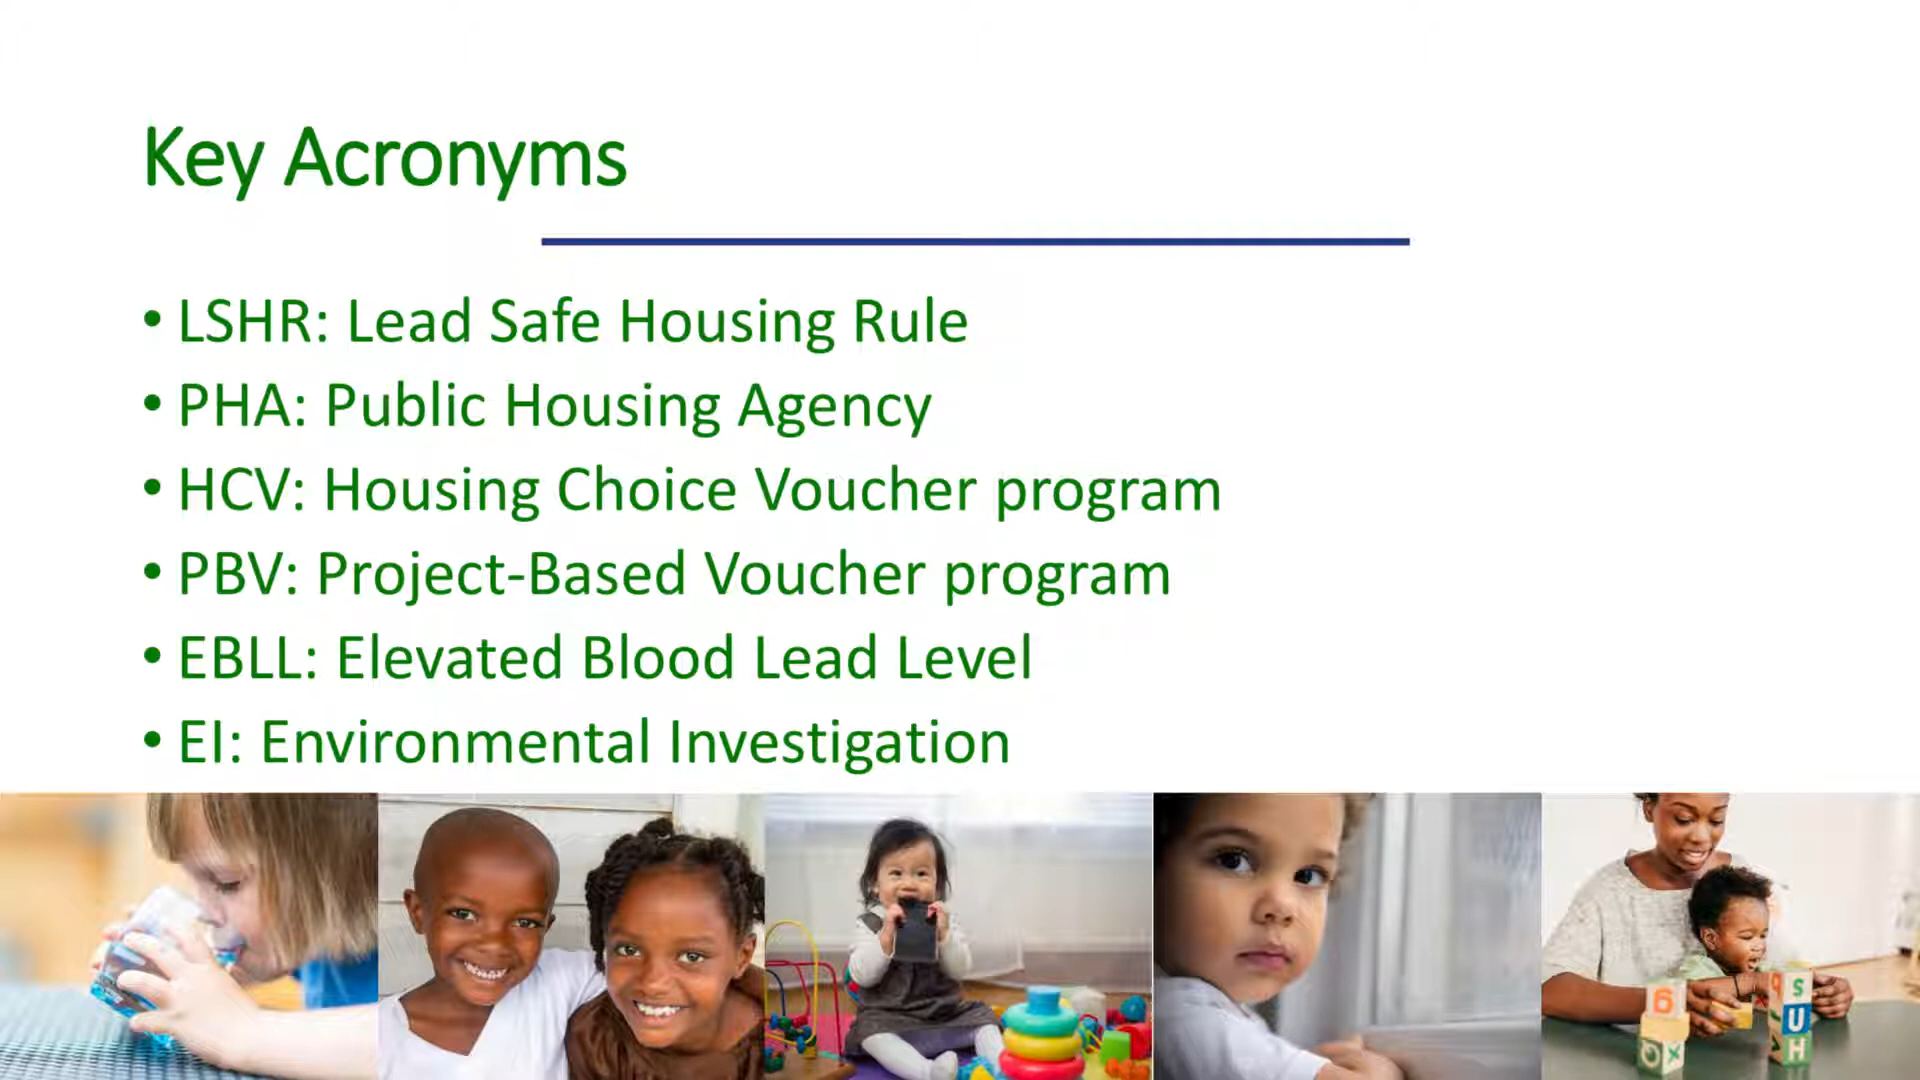 Key Acronyms
• LSHR: Lead Safe Housing Rule
• PHA: Public Housing Agency
• HCV: Housing Choice Voucher program
• PBV: Project-Based Voucher program
• EBLL: Elevated Blood Lead Level
• EI: Environmental Investigation
6
S
U
H
X